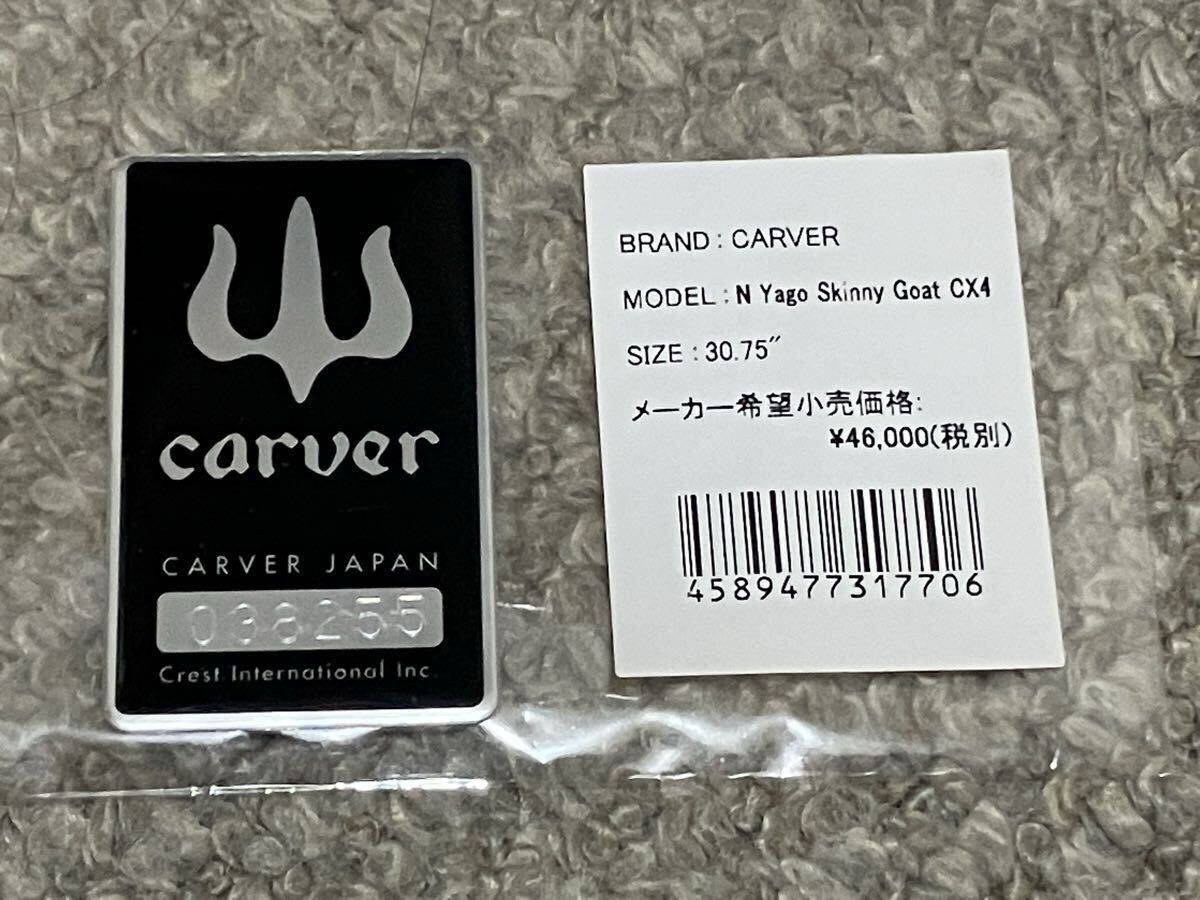 carver
CARVER JAPAN
038255
Crest International Inc.
BRAND : CARVER
MODEL : N Yago Skinny Goat CX4
SIZE : 30.75″
メーカー希望小売価格:
¥46,000(税別)
4589477317706